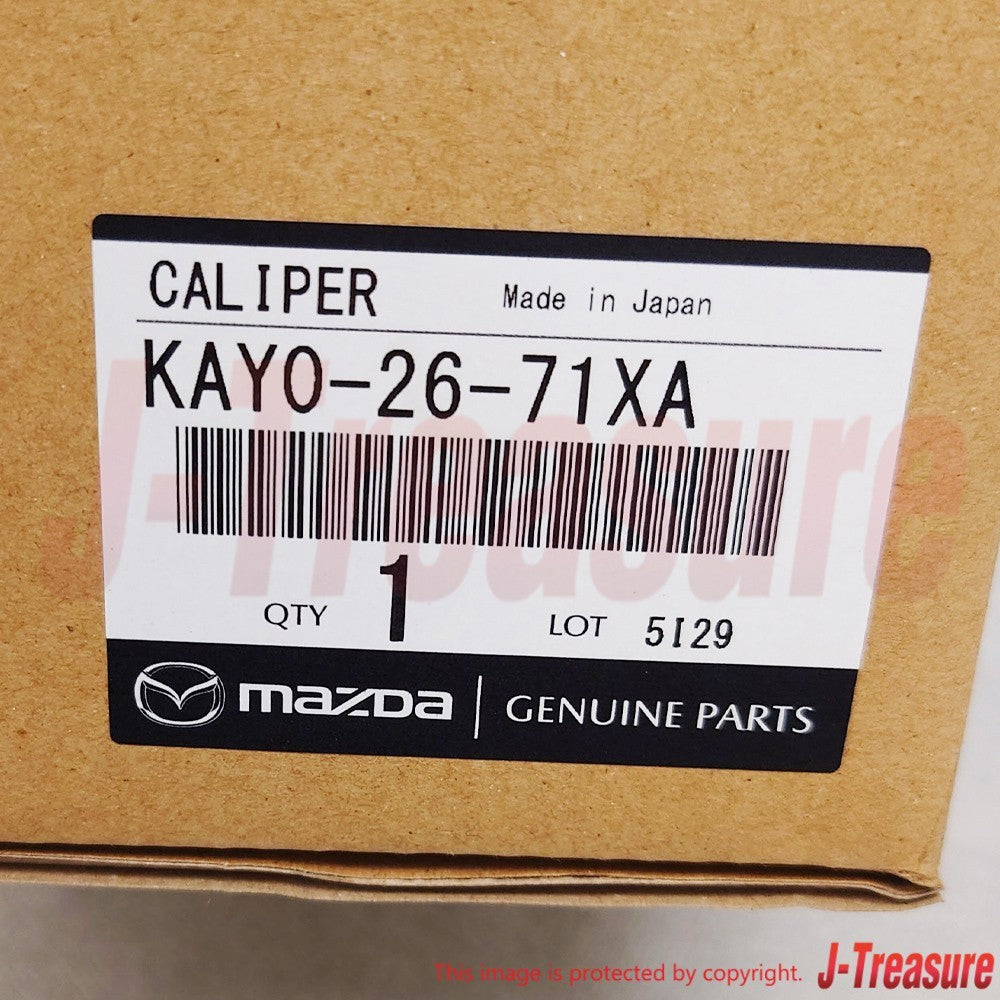 CALIPER Made in Japan
KAY0-26-71XA
QTY 1 LOT 5I29
mazda | GENUINE PARTS
J-Treasure
This image is protected by copyright. J-Treasure